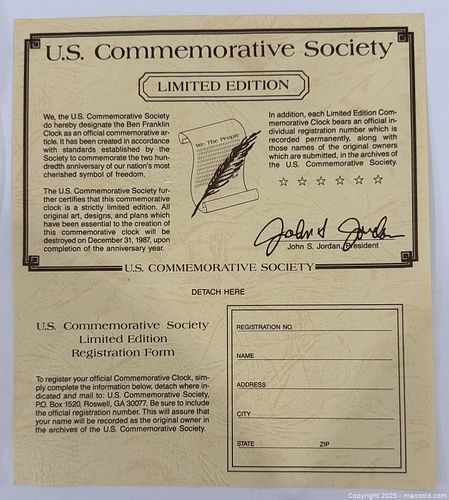 U.S. Commemorative Society
LIMITED EDITION
We, the U.S. Commemorative Society
do hereby designate the Ben Franklin
Clock as an official commemorative ar-
ticle. It has been created in accordance
with standards established by the
Society to commemorate the two hun-
dredth anniversary of our nation's most
cherished symbol of freedom.
The U.S. Commemorative Society fur-
ther certifies that this commemorative
clock is a strictly limited edition. All
original art, designs, and plans which
have been essential to the creation of
this commemorative clock will be
destroyed on December 31, 1987, upon
completion of the anniversary year.
We The People
In addition, each Limited Edition Com-
memorative Clock bears an official in-
dividual registration number which is
recorded permanently, along with
those names of the original owners
which are submitted, in the archives of
the U.S. Commemorative Society.
John S Jordan
John S. Jordan, President
U.S. COMMEMORATIVE SOCIETY
DETACH HERE
U.S. Commemorative Society
Limited Edition
Registration Form
To register your official Commemorative Clock, sim-
ply complete the information below, detach where in-
dicated and mail to: U.S. Commemorative Society,
P.O. Box 1520, Roswell, GA 30077. Be sure to include
the official registration number. This will assure that
your name will be recorded as the original owner in
the archives of the U.S. Commemorative Society.
REGISTRATION NO.
NAME
ADDRESS
CITY
STATE ZIP
Copyright 2025 - maxsold.com